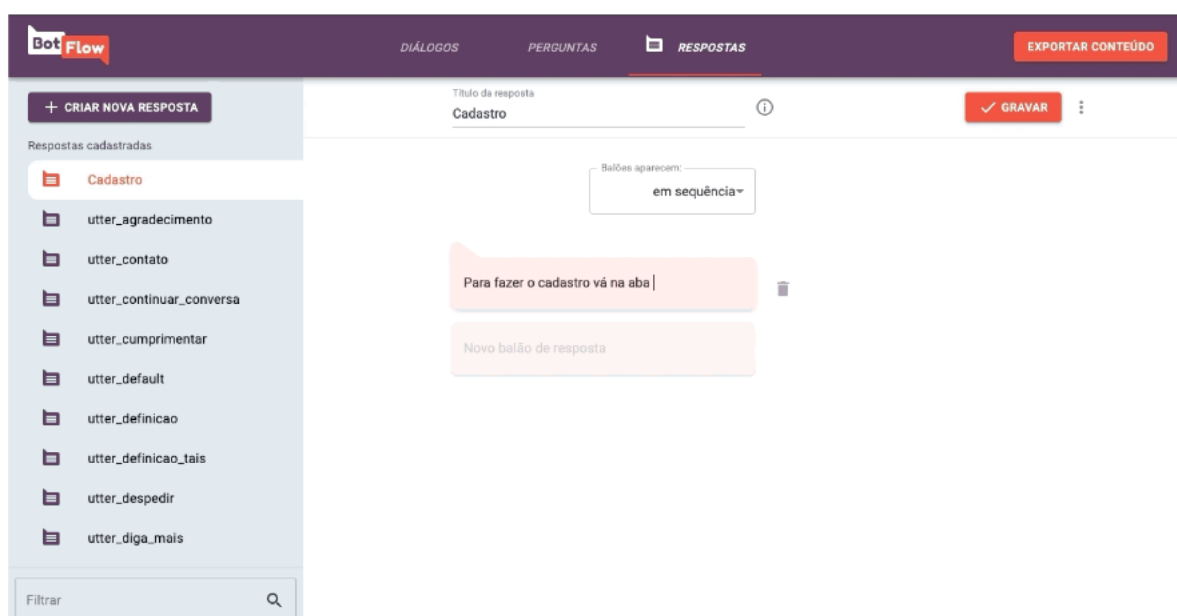 Bot Flow
DIÁLOGOS PERGUNTAS RESPOSTAS
EXPORTAR CONTEÚDO
+ CRIAR NOVA RESPOSTA
Título da resposta
Cadastro
GRAVAR
Respostas cadastradas
Cadastro
utter_agradecimento
utter_contato
utter_continuar_conversa
utter_cumprimentar
utter_default
utter_definicao
utter_definicao_tais
utter_despedir
utter_diga_mais
Filtrar
Balões aparecem:
em sequência
Para fazer o cadastro vá na aba
Novo balão de resposta